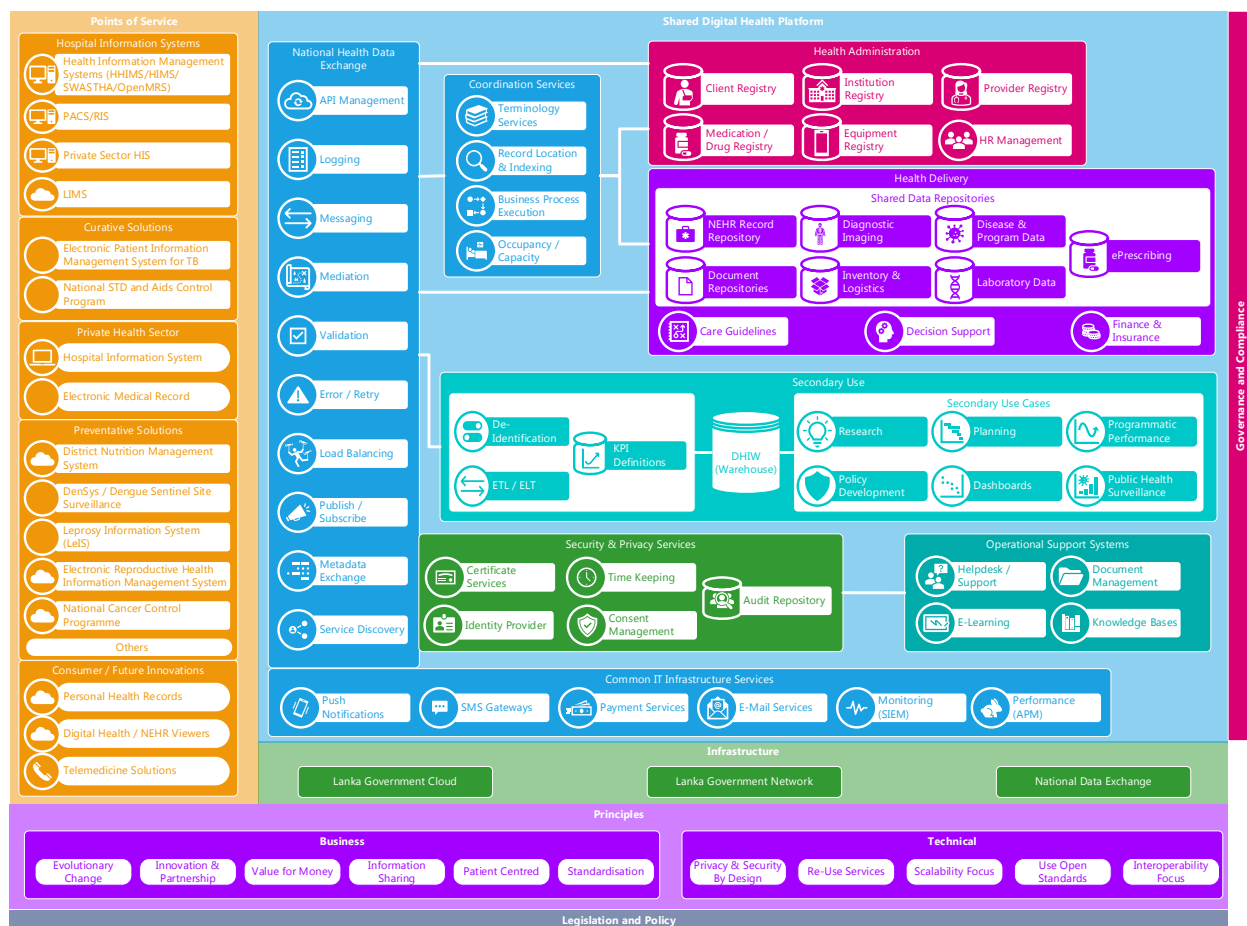 Points of Service
Hospital Information Systems
Health Information Management
Systems (HHIMS/HIMS/
SWASTHA/OpenMRS)
PACS/RIS
Private Sector HIS
LIMS
Curative Solutions
Electronic Patient Information
Management System for TB
National STD and Aids Control
Program
Private Health Sector
Hospital Information System
Electronic Medical Record
Preventative Solutions
District Nutrition Management
System
DenSys / Dengue Sentinel Site
Surveillance
Leprosy Information System
(LeIS)
Electronic Reproductive Health
Information Management System
National Cancer Control
Programme
Others
Consumer / Future Innovations
Personal Health Records
Digital Health / NEHR Viewers
Telemedicine Solutions
Shared Digital Health Platform
National Health Data
Exchange
API Management
Logging
Messaging
Mediation
Validation
Error / Retry
Load Balancing
Publish /
Subscribe
Metadata
Exchange
Service Discovery
Coordination Services
Terminology
Services
Record Location
& Indexing
Business Process
Execution
Occupancy /
Capacity
Health Administration
Client Registry
Institution
Registry
Provider Registry
Medication /
Drug Registry
Equipment
Registry
HR Management
Health Delivery
Shared Data Repositories
NEHR Record
Repository
Diagnostic
Imaging
Disease &
Program Data
ePrescribing
Document
Repositories
Inventory &
Logistics
Laboratory Data
Care Guidelines
Decision Support
Finance &
Insurance
Secondary Use
De-
Identification
ETL / ELT
KPI
Definitions
DHIW
(Warehouse)
Secondary Use Cases
Research
Planning
Programmatic
Performance
Policy
Development
Dashboards
Public Health
Surveillance
Security & Privacy Services
Certificate
Services
Time Keeping
Audit Repository
Identity Provider
Consent
Management
Operational Support Systems
Helpdesk /
Support
Document
Management
E-Learning
Knowledge Bases
Common IT Infrastructure Services
Push
Notifications
SMS Gateways
Payment Services
E-Mail Services
Monitoring
(SIEM)
Performance
(APM)
Governance and Compliance
Infrastructure
Lanka Government Cloud
Lanka Government Network
National Data Exchange
Principles
Business
Evolutionary
Change
Innovation &
Partnership
Value for Money
Information
Sharing
Patient Centred
Standardisation
Technical
Privacy & Security
By Design
Re-Use Services
Scalability Focus
Use Open
Standards
Interoperability
Focus
Legislation and Policy